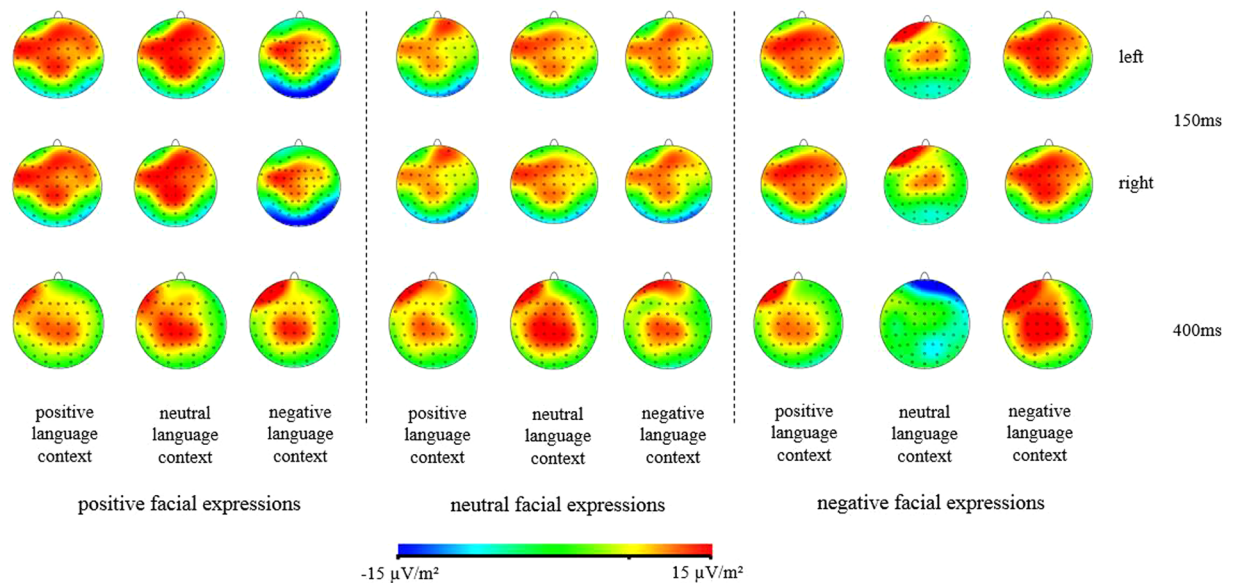 left
150ms
right
400ms
positive
language
context
neutral
language
context
negative
language
context
positive
language
context
neutral
language
context
negative
language
context
positive
language
context
neutral
language
context
negative
language
context
positive facial expressions
neutral facial expressions
negative facial expressions
-15 µV/m²
15 µV/m²